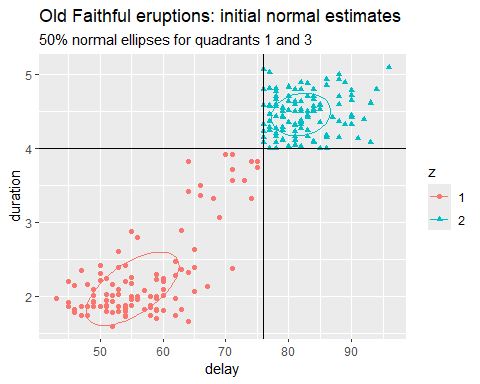 Old Faithful eruptions: initial normal estimates
50% normal ellipses for quadrants 1 and 3
5
4
3
2
duration
50
60
70
80
90
delay
z
1
2